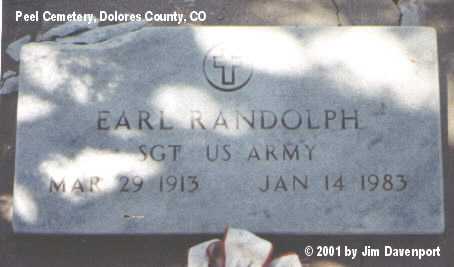 Peel Cemetery, Dolores County, CO
EARL RANDOLPH
SGT US ARMY
MAR 29 1913 JAN 14 1983
© 2001 by Jim Davenport